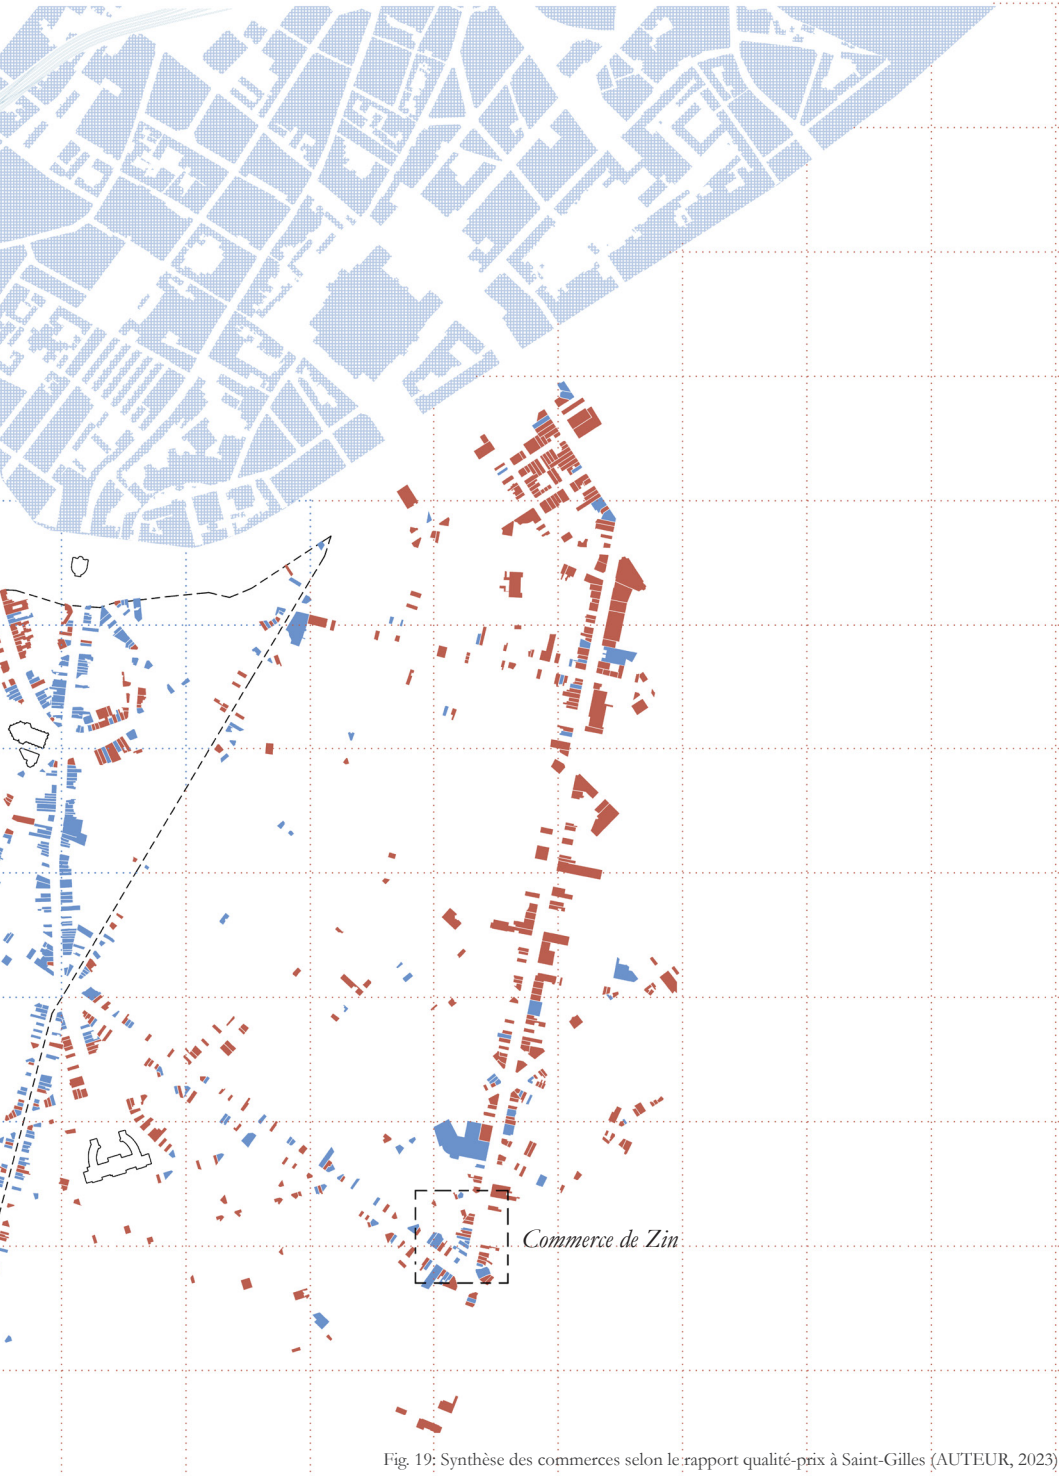 Commerce de Zin
Fig. 19: Synthèse des commerces selon le rapport qualité-prix à Saint-Gilles (AUTEUR, 2023)